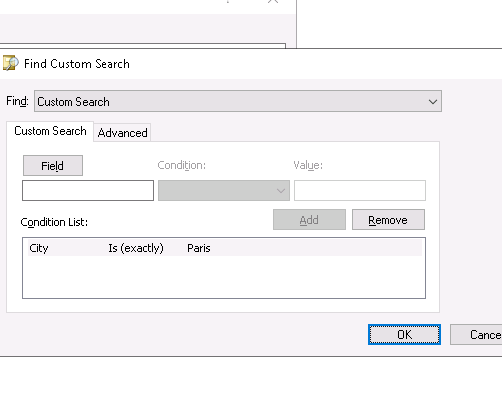 Find Custom Search
Find: Custom Search
Custom Search Advanced
Field Condition: Value:
Condition List: Add Remove
City Is (exactly) Paris
OK Cance